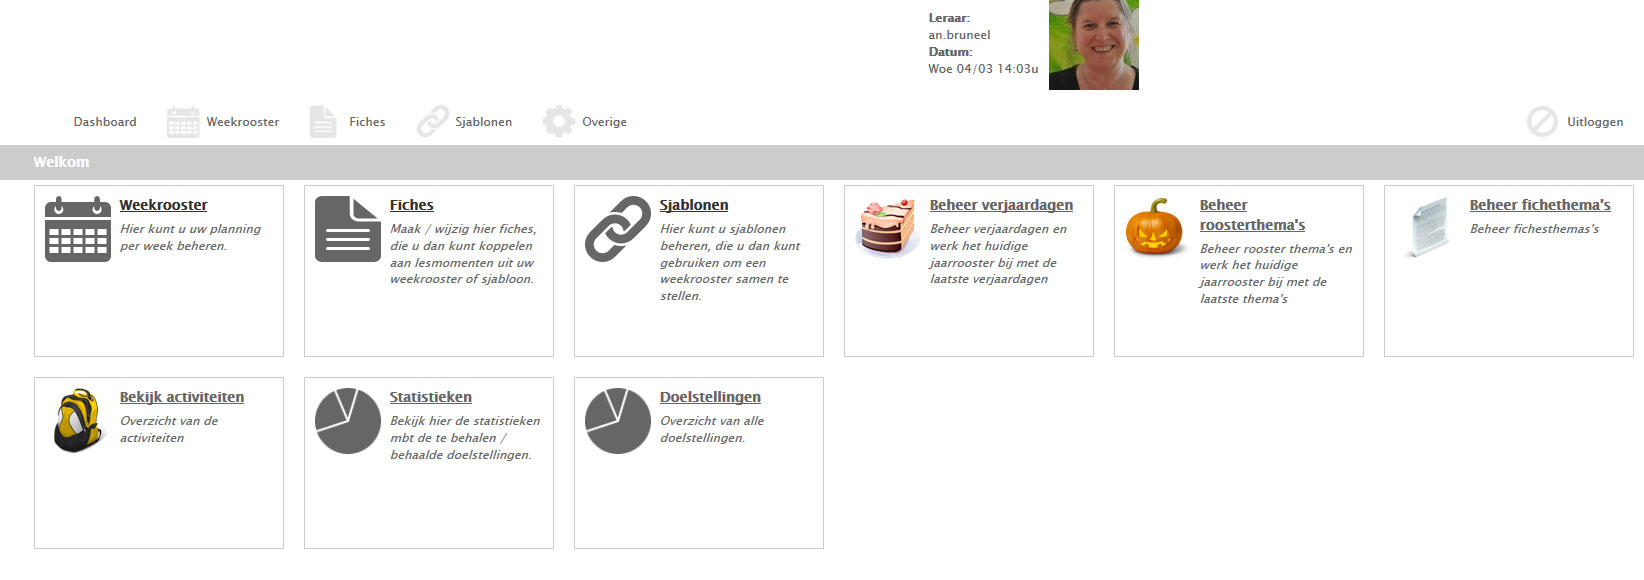 Leraar:
an.bruneel
Datum:
Woe 04/03 14:03u
Dashboard
Weekrooster
Fiches
Sjablonen
Overige
Uitloggen
Welkom
Weekrooster
Hier kunt u uw planning
per week beheren.
Fiches
Maak / wijzig hier fiches,
die u dan kunt koppelen
aan lesmomenten uit uw
weekrooster of sjabloon.
Sjablonen
Hier kunt u sjablonen
beheren, die u dan kunt
gebruiken om een
weekrooster samen te
stellen.
Beheer verjaardagen
Beheer verjaardagen en
werk het huidige
jaarrooster bij met de
laatste verjaardagen
Beheer
roosterthema's
Beheer rooster thema's en
werk het huidige
jaarrooster bij met de
laatste thema's
Beheer fichethema's
Beheer fichesthemas's
Bekijk activiteiten
Overzicht van de
activiteiten
Statistieken
Bekijk hier de statistieken
mbt de te behalen /
behaalde doelstellingen.
Doelstellingen
Overzicht van alle
doelstellingen.